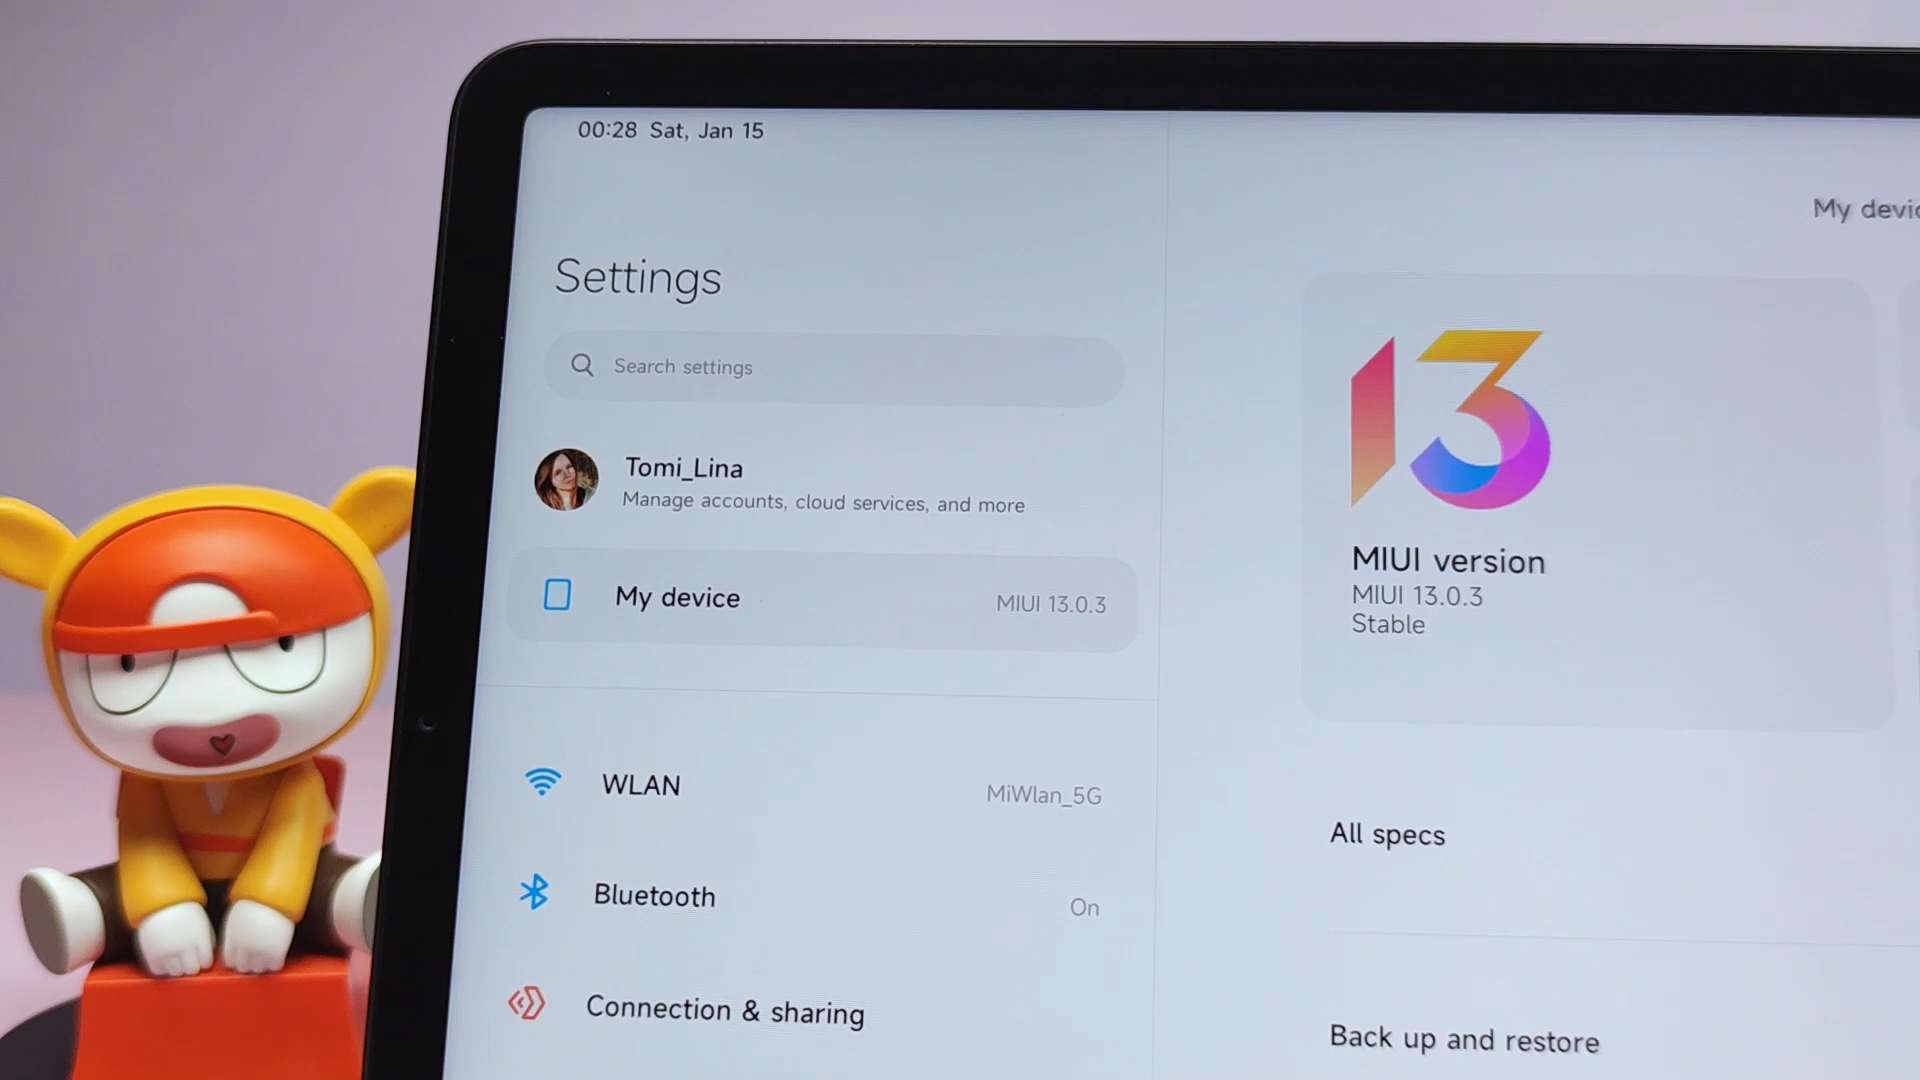 00:28 Sat, Jan 15
Settings
Search settings
Tomi_Lina
Manage accounts, cloud services, and more
My device MIUI 13.0.3
WLAN MiWlan_5G
Bluetooth On
Connection & sharing
My devic
13
MIUI version
MIUI 13.0.3
Stable
All specs
Back up and restore